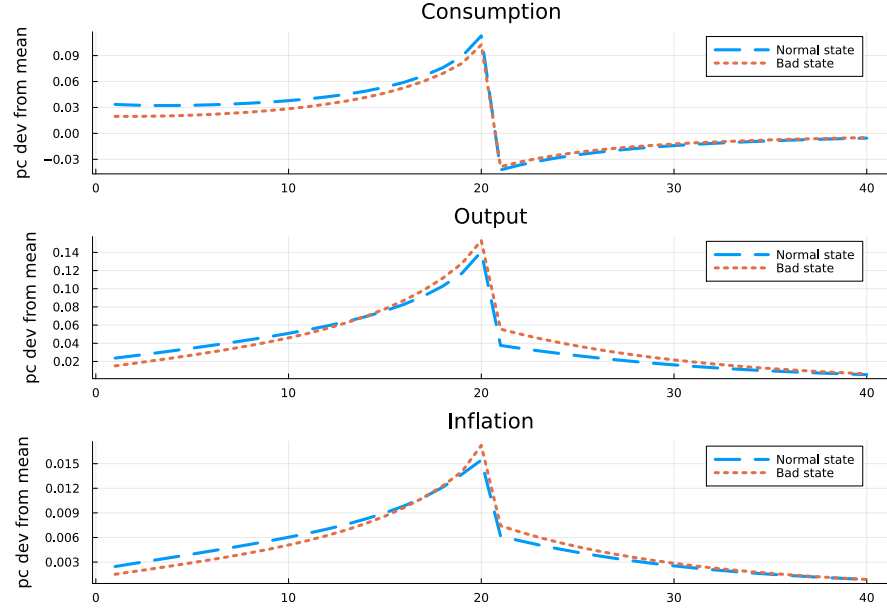 Consumption
pc dev from mean
0.09
0.06
0.03
0.00
−0.03
0
10
20
30
40
Normal state
Bad state
Output
pc dev from mean
0.14
0.12
0.10
0.08
0.06
0.04
0.02
0
10
20
30
40
Normal state
Bad state
Inflation
pc dev from mean
0.015
0.012
0.009
0.006
0.003
0
10
20
30
40
Normal state
Bad state